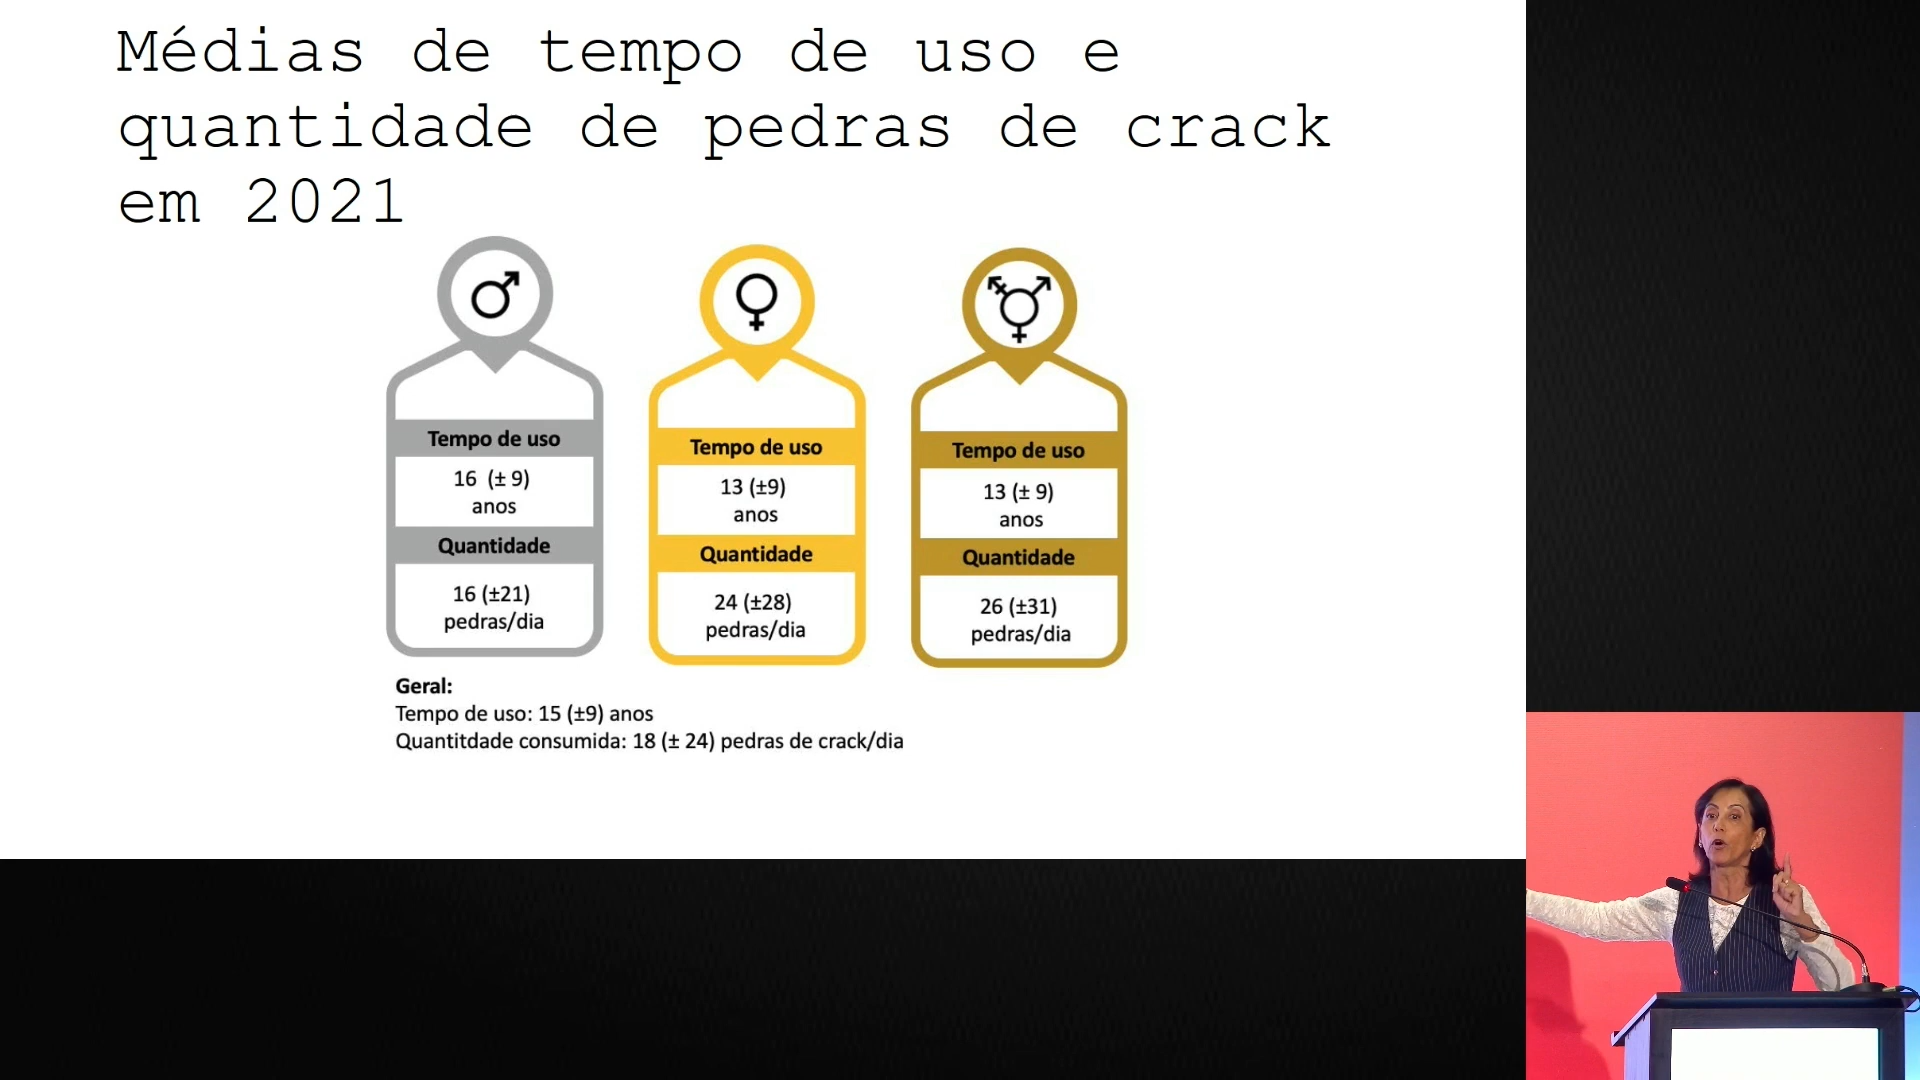 Médias de tempo de uso e
quantidade de pedras de crack
em 2021
Tempo de uso
16 (± 9)
anos
Quantidade
16 (±21)
pedras/dia
Tempo de uso
13 (±9)
anos
Quantidade
24 (±28)
pedras/dia
Tempo de uso
13 (± 9)
anos
Quantidade
26 (±31)
pedras/dia
Geral:
Tempo de uso: 15 (±9) anos
Quantitdade consumida: 18 (± 24) pedras de crack/dia